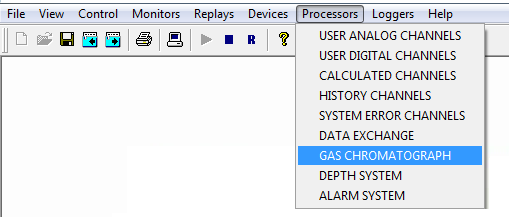 File View Control Monitors Replays Devices Processors Loggers Help
R ?
USER ANALOG CHANNELS
USER DIGITAL CHANNELS
CALCULATED CHANNELS
HISTORY CHANNELS
SYSTEM ERROR CHANNELS
DATA EXCHANGE
GAS CHROMATOGRAPH
DEPTH SYSTEM
ALARM SYSTEM